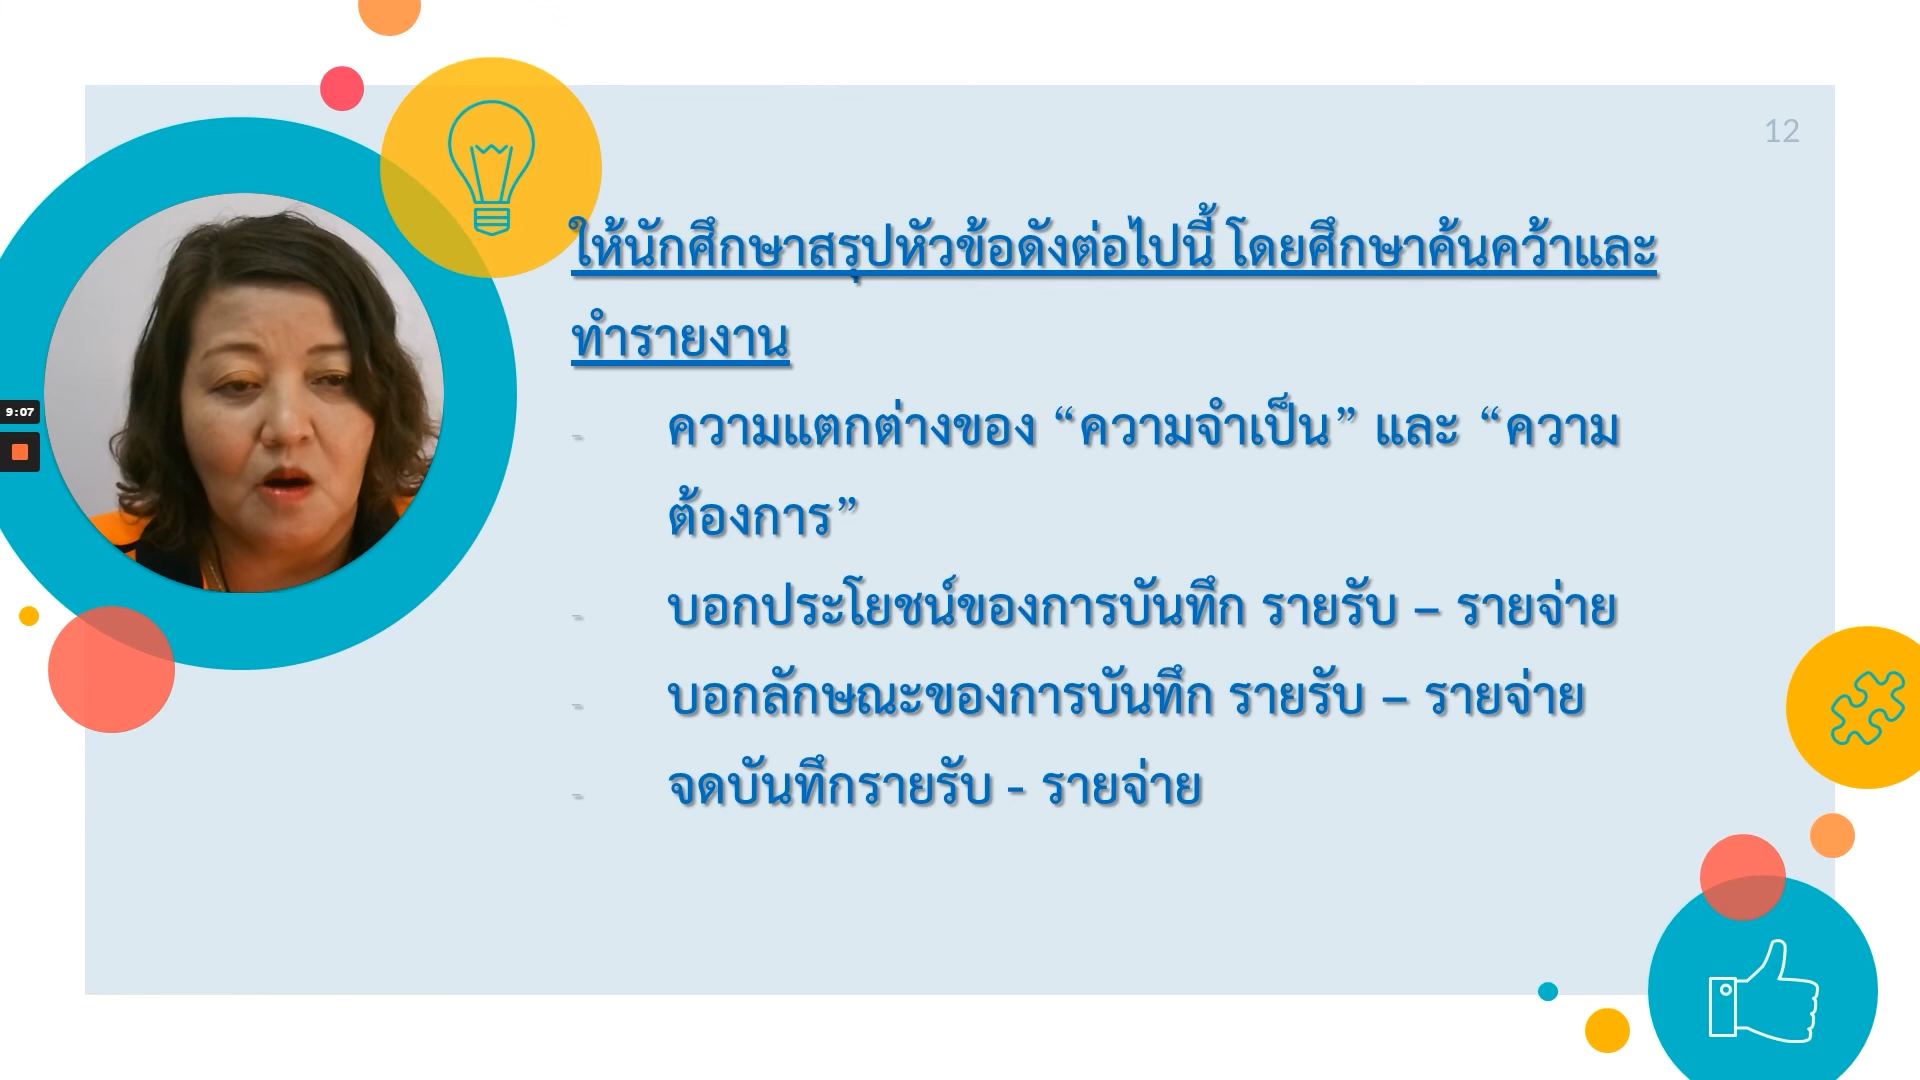 12
ให้นักศึกษาสรุปหัวข้อดังต่อไปนี้ โดยศึกษาค้นคว้าและ
ทำรายงาน
- ความแตกต่างของ “ความจำเป็น” และ “ความ
ต้องการ”
- บอกประโยชน์ของการบันทึก รายรับ – รายจ่าย
- บอกลักษณะของการบันทึก รายรับ – รายจ่าย
- จดบันทึกรายรับ - รายจ่าย
9:07